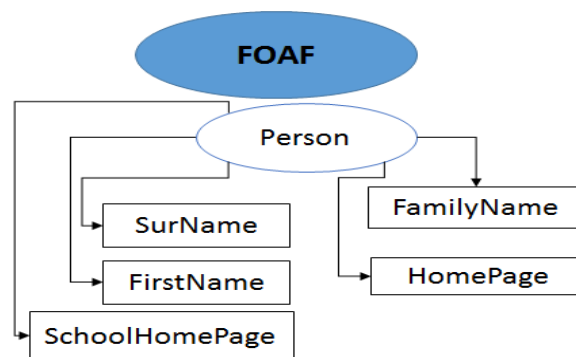 FOAF
Person
SurName
FamilyName
FirstName
HomePage
SchoolHomePage